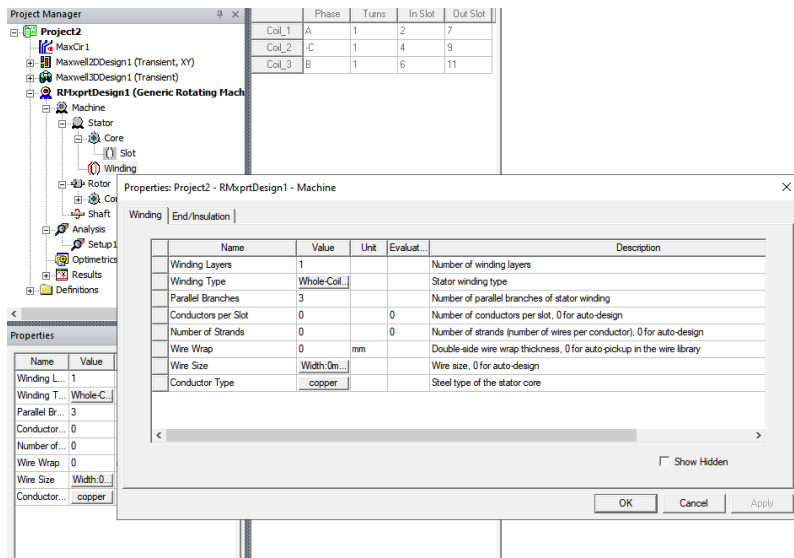 Project Manager
Phase Turns In Slot Out Slot
Project2
Coil_1 A 1 2 7
MaxCir1
Coil_2 -C 1 4 9
Maxwell2DDesign1 (Transient, XY)
Coil_3 B 1 6 11
Maxwell3DDesign1 (Transient)
RMxprtDesign1 (Generic Rotating Mach
Machine
Stator
Core
Slot
Winding
Rotor
Cor
Shaft
Analysis
Setup1
Optimetrics
Results
Definitions
Properties: Project2 - RMxprtDesign1 - Machine
Winding End/Insulation
Name Value Unit Evaluat... Description
Winding Layers 1 Number of winding layers
Winding Type Whole-Coil... Stator winding type
Parallel Branches 3 Number of parallel branches of stator winding
Conductors per Slot 0 0 Number of conductors per slot, 0 for auto-design
Number of Strands 0 0 Number of strands (number of wires per conductor), 0 for auto-design
Wire Wrap 0 mm Double-side wire wrap thickness, 0 for auto-pickup in the wire library
Wire Size Width:0m... Wire size, 0 for auto-design
Conductor Type copper Steel type of the stator core
Show Hidden
OK Cancel Apply
Properties
Name Value
Winding L... 1
Winding T... Whole-C...
Parallel Br... 3
Conductor... 0
Number of... 0
Wire Wrap 0
Wire Size Width:0...
Conductor... copper